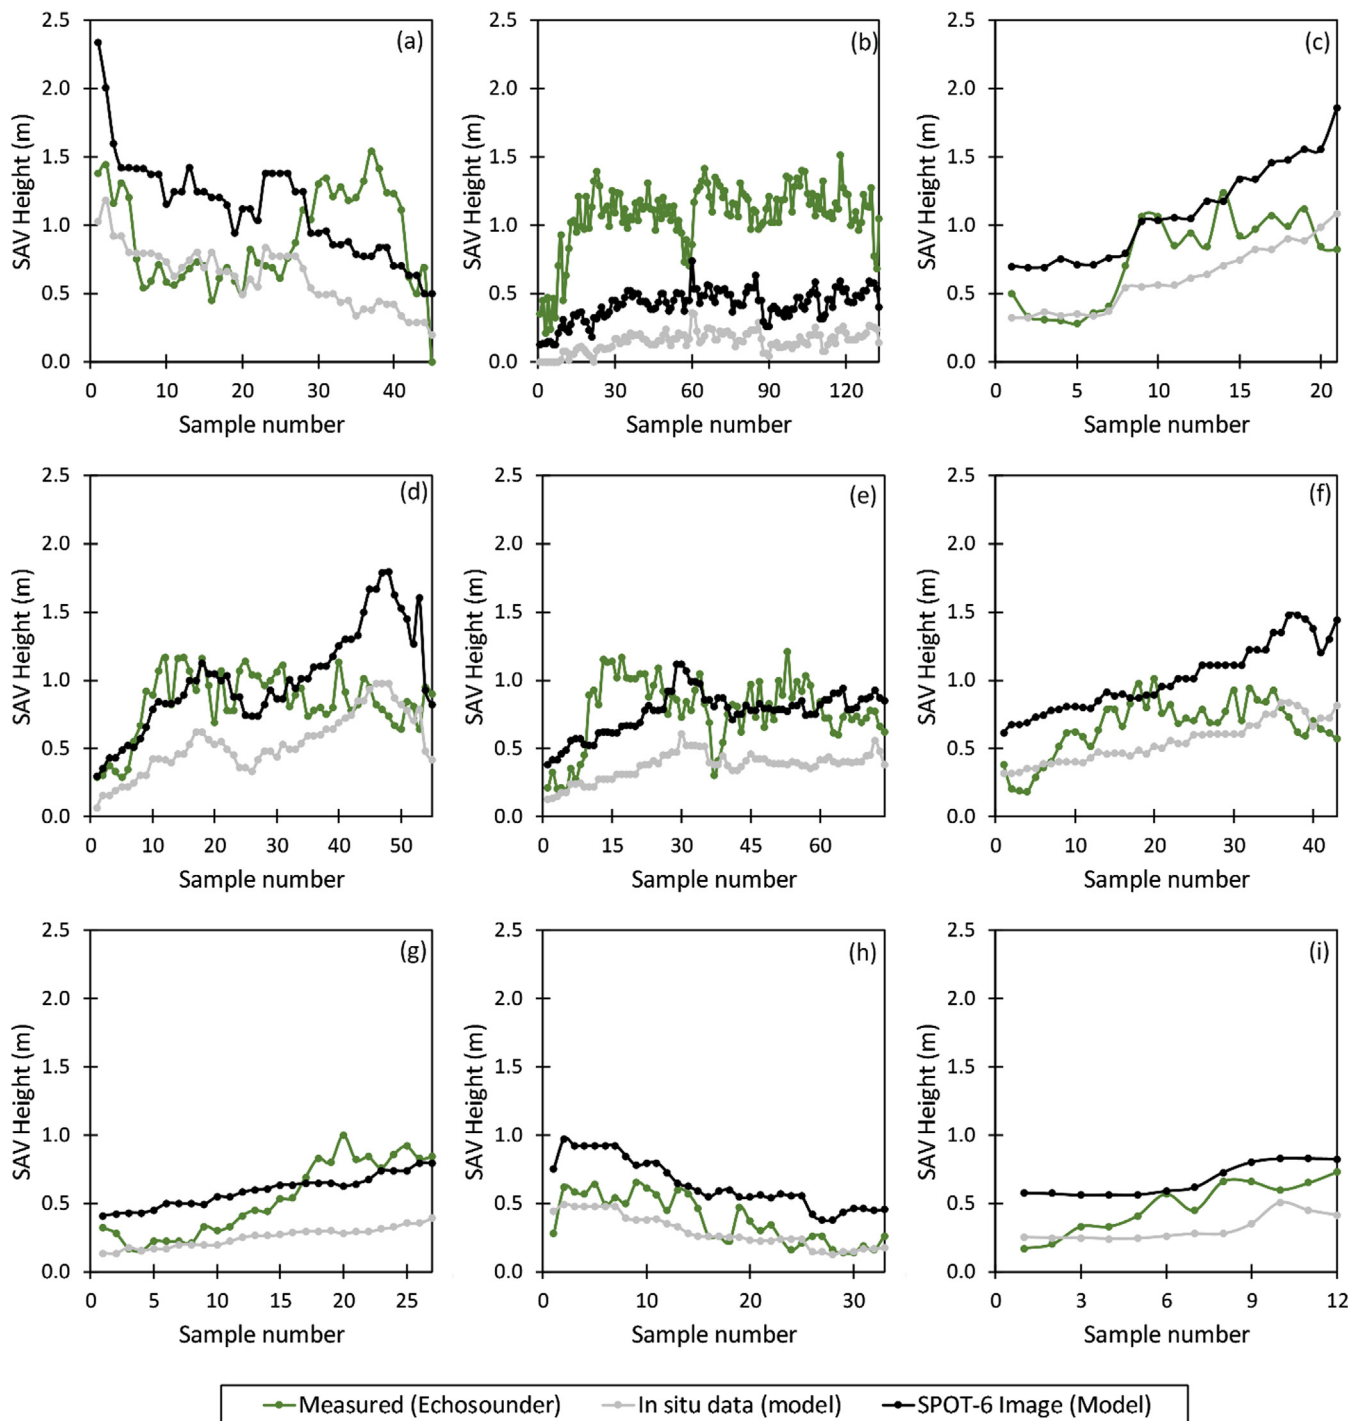 (a)
SAV Height (m)
2.5
2.0
1.5
1.0
0.5
0.0
0 10 20 30 40
Sample number
(b)
SAV Height (m)
2.5
2.0
1.5
1.0
0.5
0.0
0 30 60 90 120
Sample number
(c)
SAV Height (m)
2.5
2.0
1.5
1.0
0.5
0.0
0 5 10 15 20
Sample number
(d)
SAV Height (m)
2.5
2.0
1.5
1.0
0.5
0.0
0 10 20 30 40 50
Sample number
(e)
SAV Height (m)
2.5
2.0
1.5
1.0
0.5
0.0
0 15 30 45 60
Sample number
(f)
SAV Height (m)
2.5
2.0
1.5
1.0
0.5
0.0
0 10 20 30 40
Sample number
(g)
SAV Height (m)
2.5
2.0
1.5
1.0
0.5
0.0
0 5 10 15 20 25
Sample number
(h)
SAV Height (m)
2.5
2.0
1.5
1.0
0.5
0.0
0 10 20 30
Sample number
(i)
SAV Height (m)
2.5
2.0
1.5
1.0
0.5
0.0
0 3 6 9 12
Sample number
Measured (Echosounder) In situ data (model) SPOT-6 Image (Model)